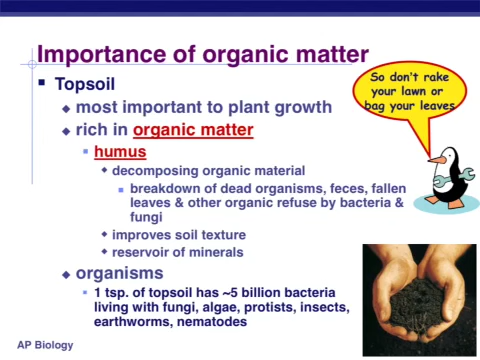 Importance of organic matter
So don't rake
your lawn or
bag your leaves
Topsoil
most important to plant growth
rich in organic matter
humus
decomposing organic material
breakdown of dead organisms, feces, fallen
leaves & other organic refuse by bacteria &
fungi
improves soil texture
reservoir of minerals
organisms
1 tsp. of topsoil has ~5 billion bacteria
living with fungi, algae, protists, insects,
earthworms, nematodes
AP Biology